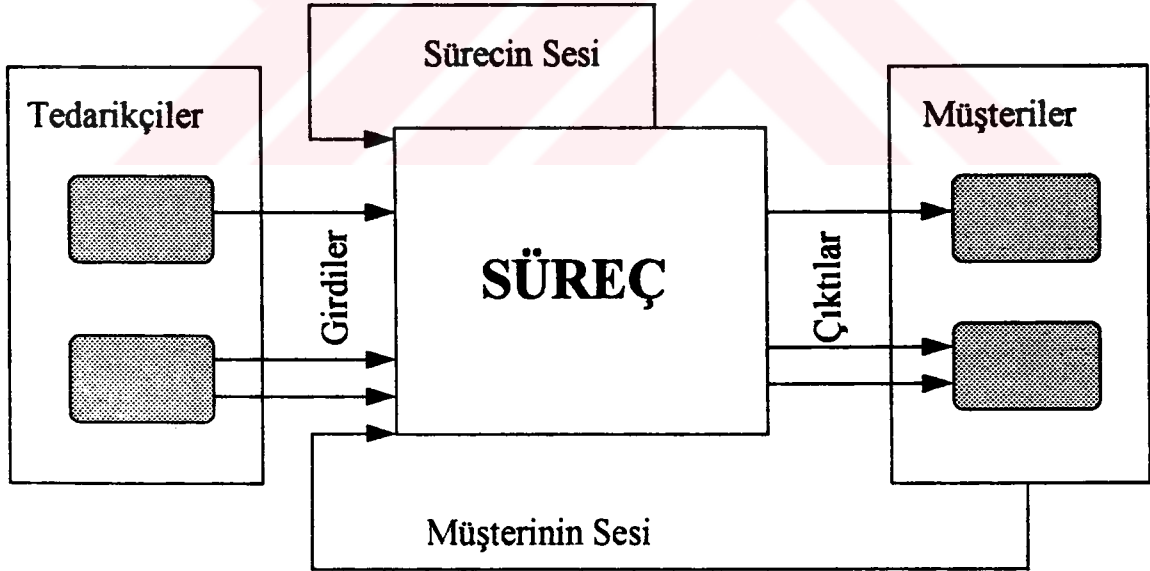 Sürecin Sesi
Tedarikçiler
Müşteriler
Girdiler
SÜREÇ
Çıktılar
Müşterinin Sesi